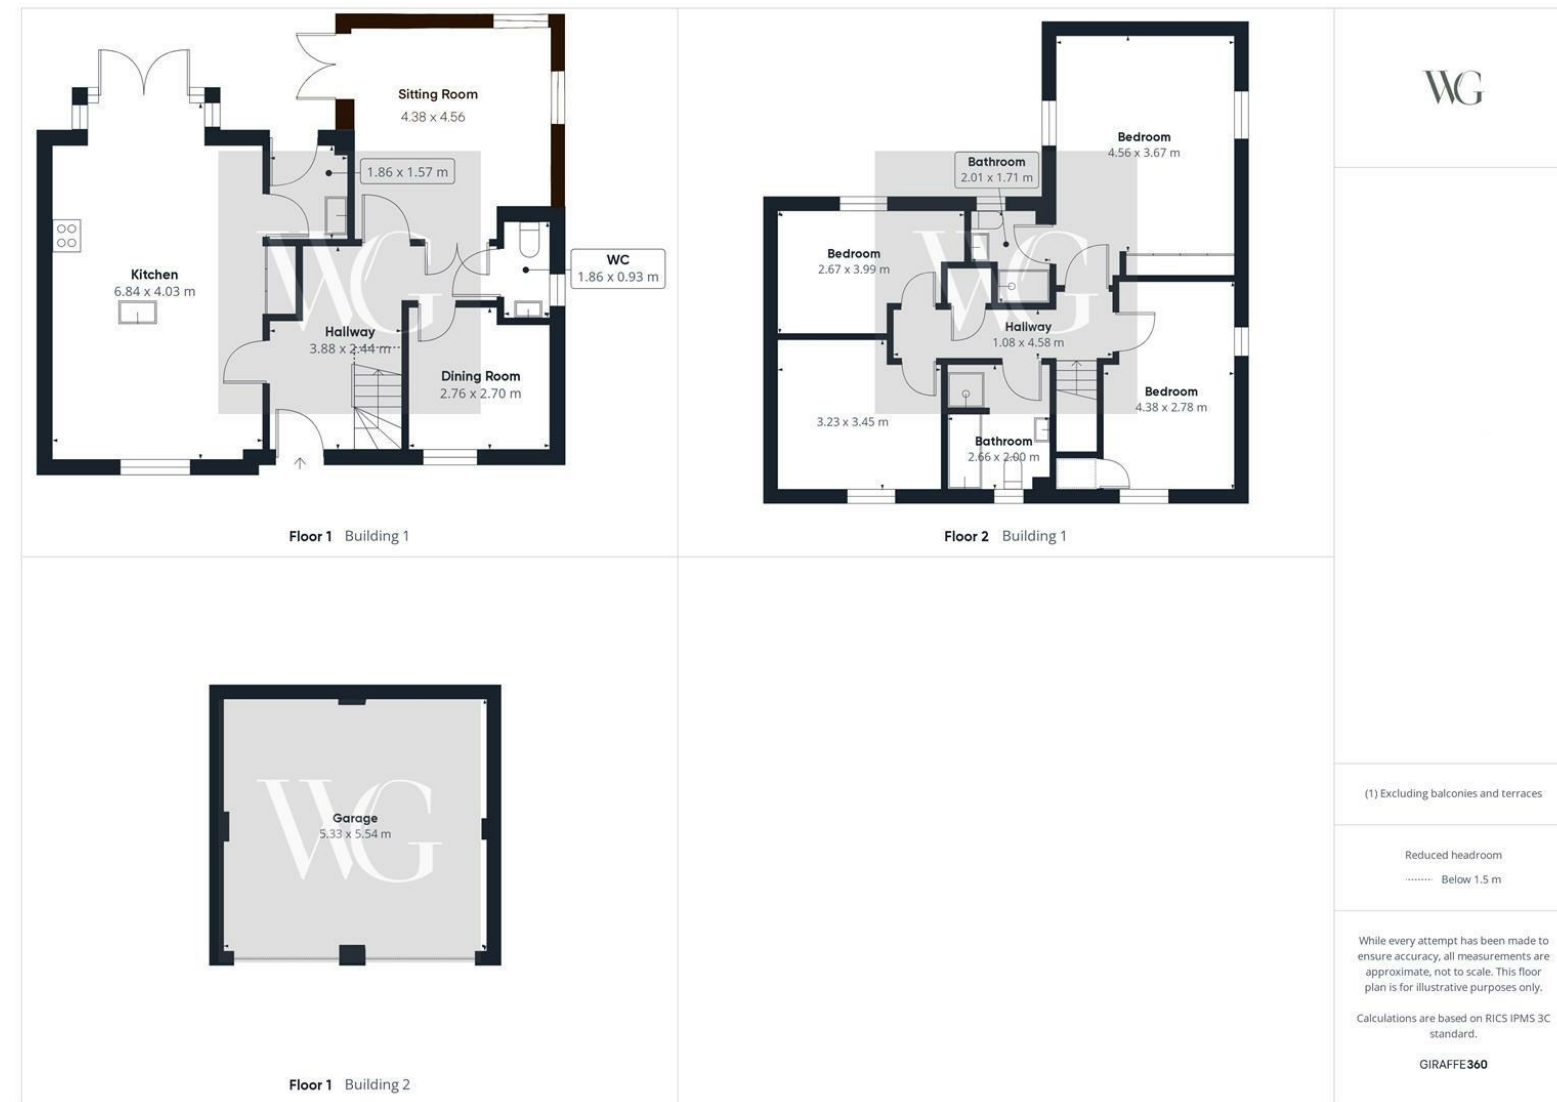 WG
Sitting Room
4.38 x 4.56
1.86 x 1.57 m
WC
1.86 x 0.93 m
Kitchen
6.84 x 4.03 m
Hallway
3.88 x 2.44 m
Dining Room
2.76 x 2.70 m
WG
Floor 1 Building 1
Bedroom
4.56 x 3.67 m
Bathroom
2.01 x 1.71 m
Bedroom
2.67 x 3.99 m
Hallway
1.08 x 4.58 m
Bedroom
4.38 x 2.78 m
3.23 x 3.45 m
Bathroom
2.66 x 2.00 m
WG
Floor 2 Building 1
Garage
5.33 x 5.54 m
WG
Floor 1 Building 2
(1) Excluding balconies and terraces
Reduced headroom
Below 1.5 m
While every attempt has been made to
ensure accuracy, all measurements are
approximate, not to scale. This floor
plan is for illustrative purposes only.
Calculations are based on RICS IPMS 3C
standard.
GIRAFFE360